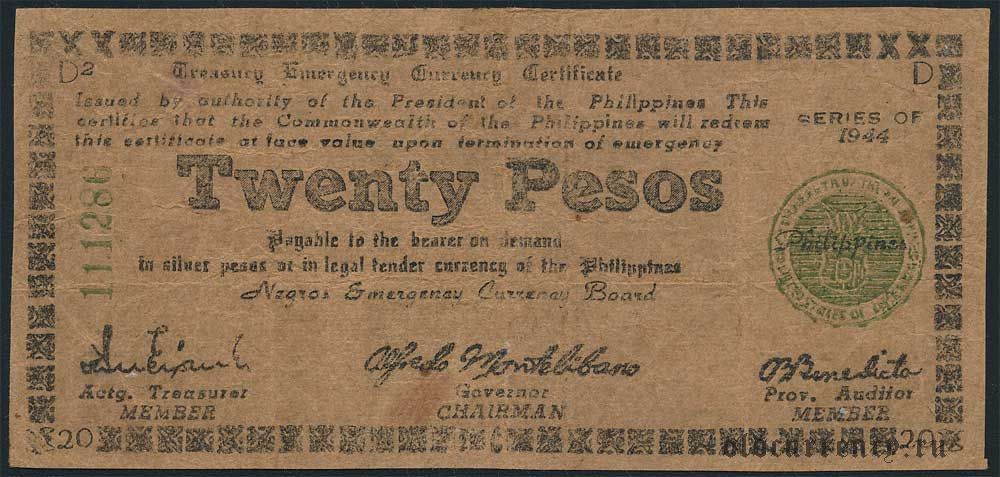 XX XX
D2 Treasury Emergency Currency Certificate D
Issued by authority of the President of the Philippines This
certifies that the Commonwealth of the Philippines will redeem
this certificate at face value upon termination of emergency
SERIES OF
1944
111286
Twenty Pesos
Payable to the bearer on demand
in silver pesos or in legal tender currency of the Philippines
Negros Emergency Currency Board
Philippines
Alfredo Montelibano
Actg. Treasurer
MEMBER
Governor
CHAIRMAN
Prov. Auditor
MEMBER
20 20
oldcurrency.ru